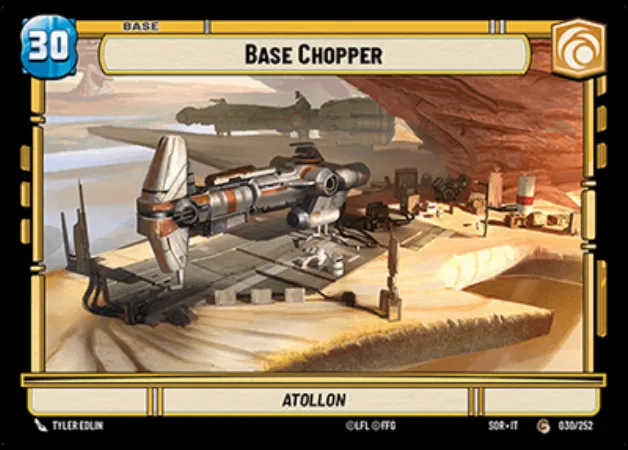 30
BASE
BASE CHOPPER
ATOLLON
TYLER EDLIN
©LFL ©FFG
SOR • IT
C
030/252